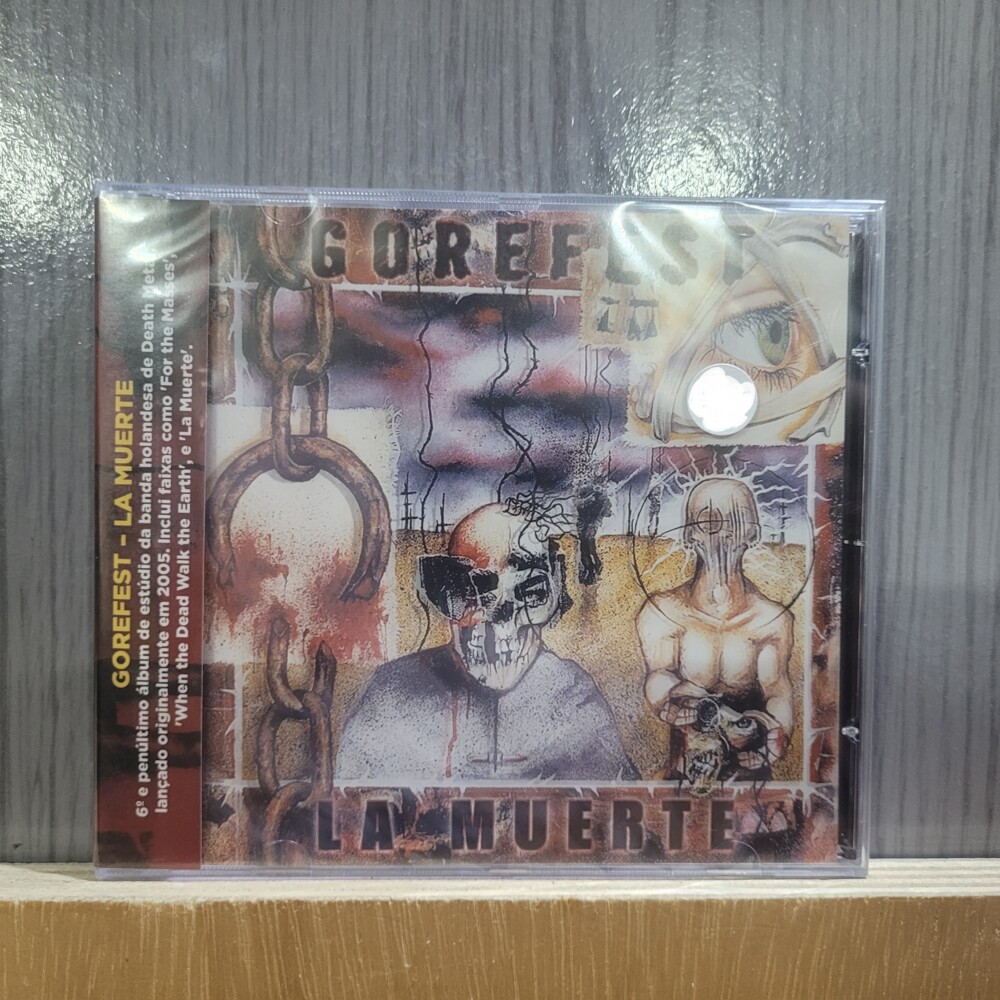 GOREFEST
LA MUERTE
GOREFEST – LA MUERTE
6º e penúltimo álbum de estúdio da banda holandesa de Death Metal,
lançado originalmente em 2005. Inclui faixas como 'For the Masses',
'When the Dead Walk the Earth', e 'La Muerte'.